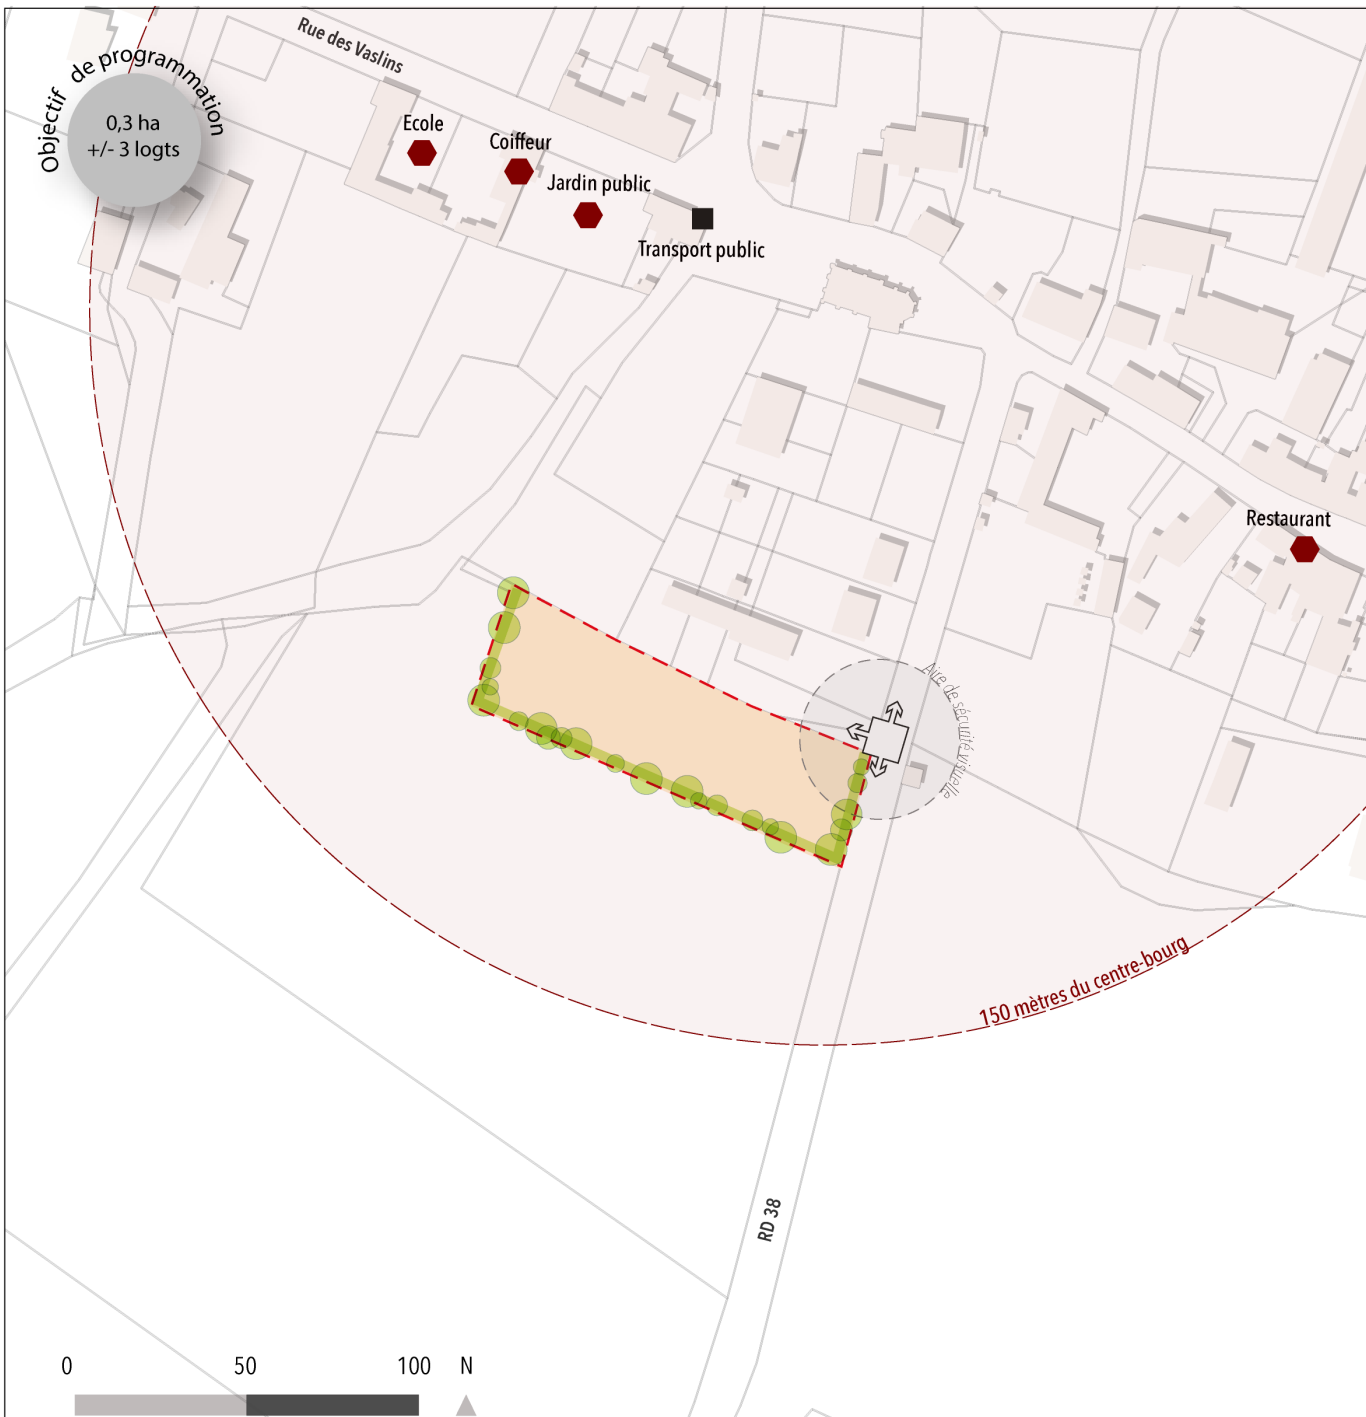 Rue des Vaslins
Objectif de programmation
0,3 ha
+/- 3 logts
Ecole
Coiffeur
Jardin public
Transport public
Restaurant
Aire de sécurité visuelle
150 mètres du centre-bourg
RD 38
0 50 100 N